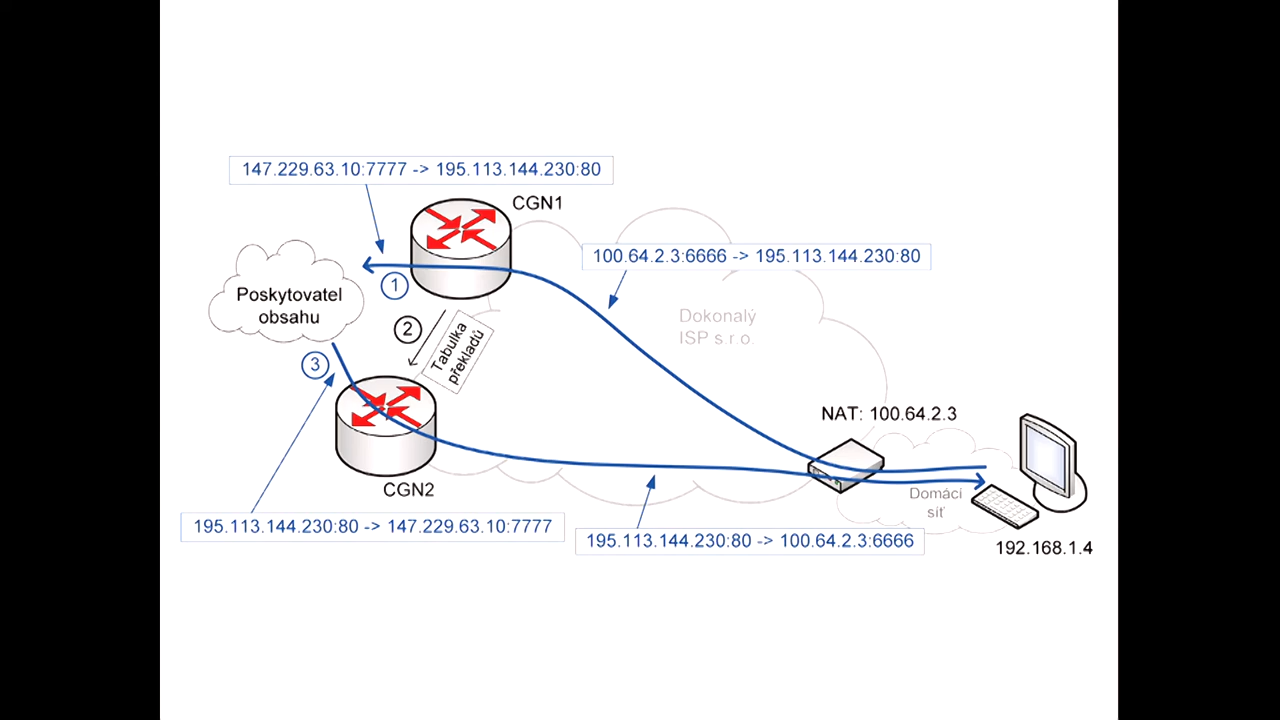 147.229.63.10:7777 -> 195.113.144.230:80
CGN1
100.64.2.3:6666 -> 195.113.144.230:80
1
Poskytovatel
obsahu
2
Tabulka
překladů
Dokonalý
ISP s.r.o.
3
NAT: 100.64.2.3
CGN2
Domácí
síť
195.113.144.230:80 -> 147.229.63.10:7777
195.113.144.230:80 -> 100.64.2.3:6666
192.168.1.4